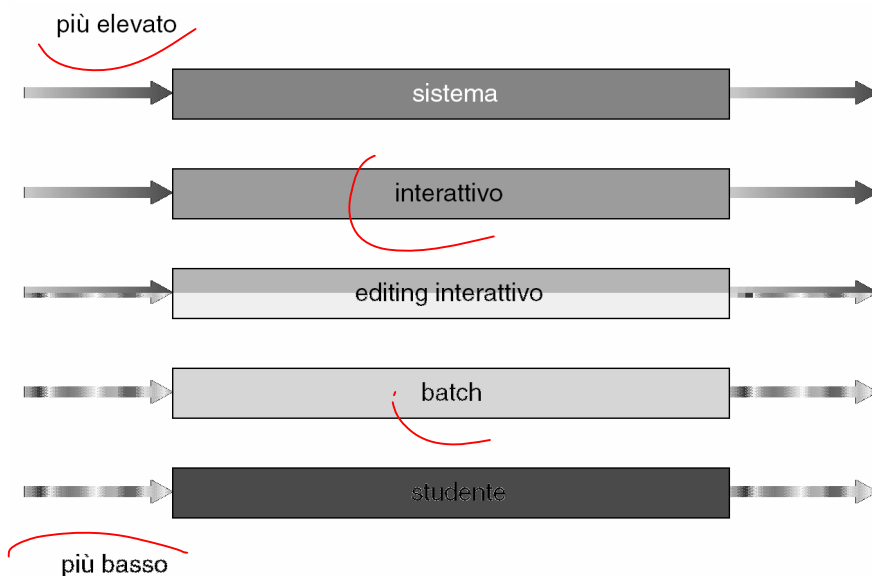 più elevato
sistema
interattivo
editing interattivo
batch
studente
più basso